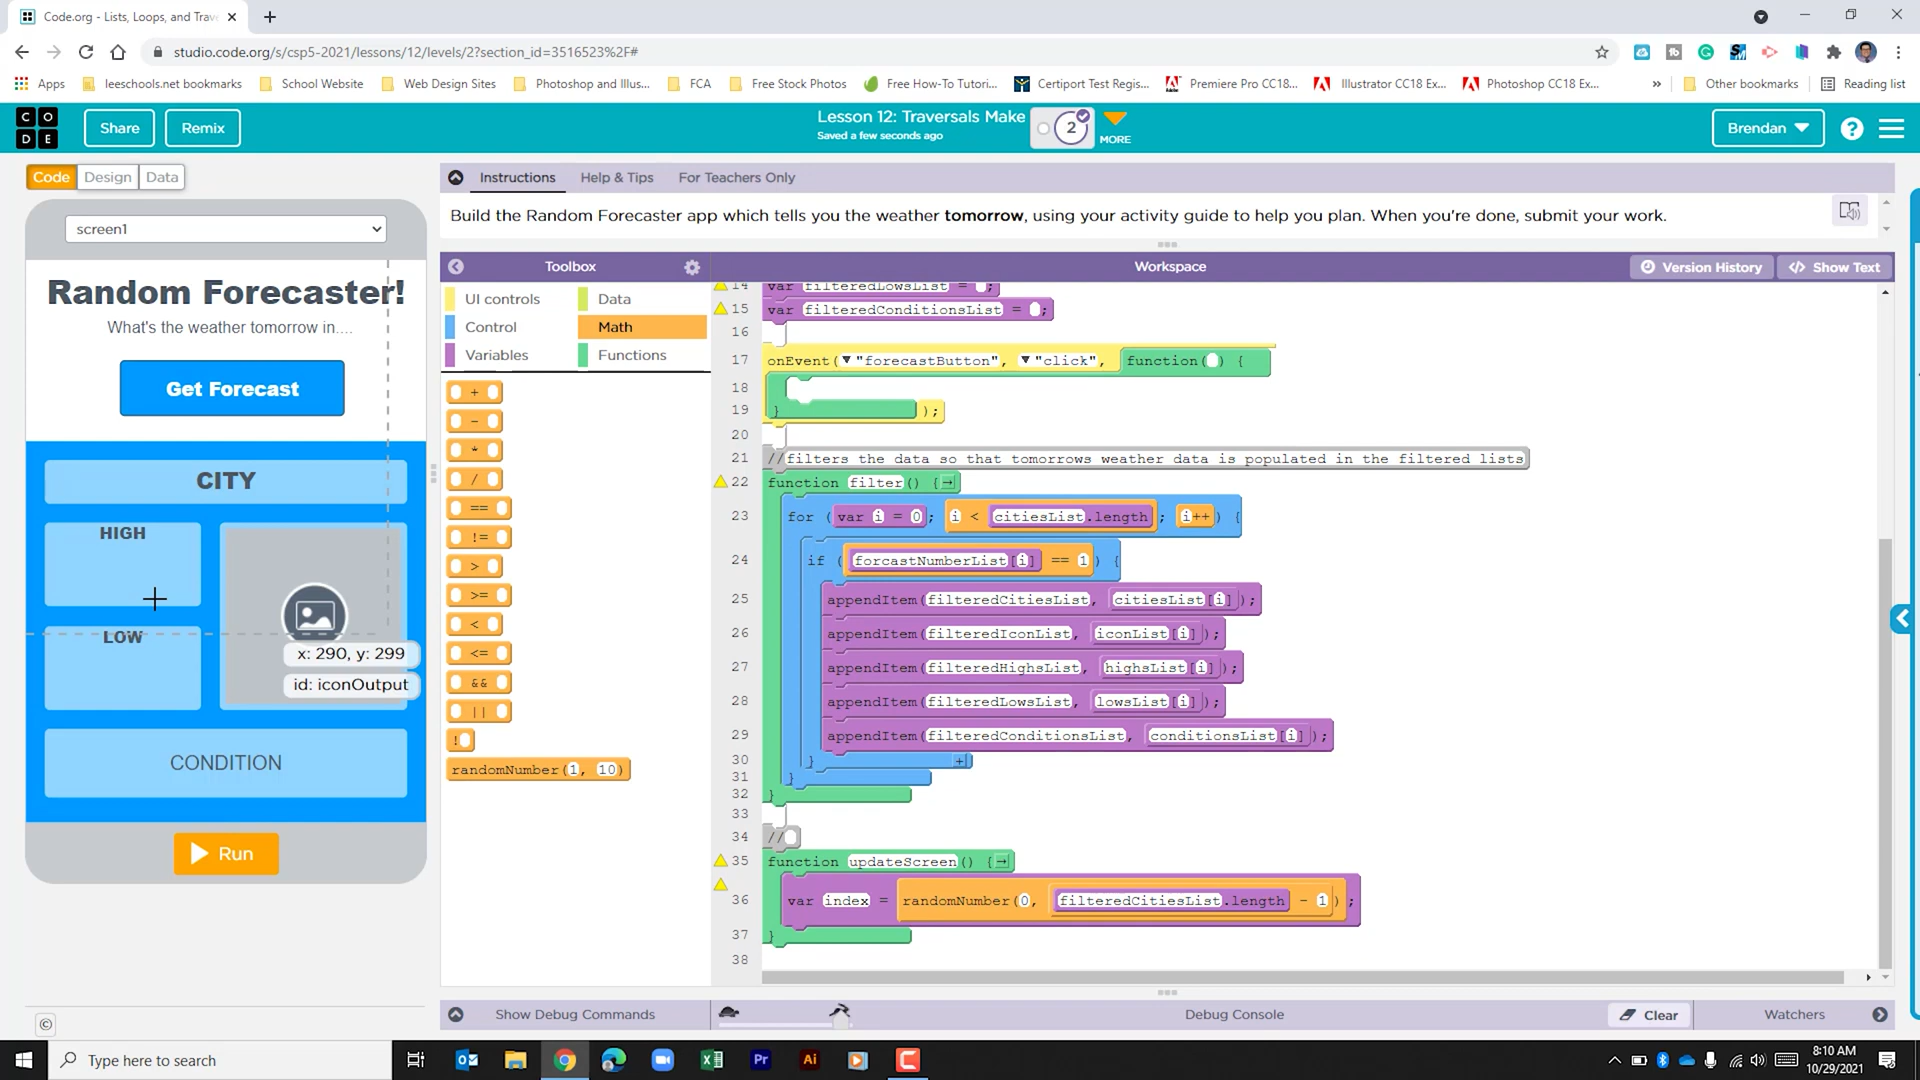 Code.org - Lists, Loops, and Trav
studio.code.org/s/csp5-2021/lessons/12/levels/2?section_id=3516523%2F#
Apps leeschools.net bookmarks School Website Web Design Sites Photoshop and Illus... FCA Free Stock Photos Free How-To Tutori... Certiport Test Regis... Premiere Pro CC18... Illustrator CC18 Ex... Photoshop CC18 Ex... » Other bookmarks Reading list
CODE Share Remix
Lesson 12: Traversals Make
Saved a few seconds ago
2
MORE
Brendan
?
Code Design Data
Instructions Help & Tips For Teachers Only
Build the Random Forecaster app which tells you the weather tomorrow, using your activity guide to help you plan. When you're done, submit your work.
screen1
Random Forecaster!
What's the weather tomorrow in....
Get Forecast
CITY
HIGH
LOW
x: 290, y: 299
id: iconOutput
CONDITION
Run
©
Toolbox
UI controls Data
Control Math
Variables Functions
+
-
*
/
==
!=
>
>=
<
<=
&&
||
!
randomNumber(1, 10)
Workspace
Version History
</> Show Text
14 var filteredLowsList = ;
15 var filteredConditionsList = ;
16
17 onEvent( "forecastButton", "click", function( ) {
18
19 } );
20
21 //filters the data so that tomorrows weather data is populated in the filtered lists
22 function filter() {
23 for (var i = 0; i < citiesList.length; i++) {
24 if (forcastNumberList[i] == 1) {
25 appendItem(filteredCitiesList, citiesList[i]);
26 appendItem(filteredIconList, iconList[i]);
27 appendItem(filteredHighsList, highsList[i]);
28 appendItem(filteredLowsList, lowsList[i]);
29 appendItem(filteredConditionsList, conditionsList[i]);
30 } +
31 }
32 }
33
34 //
35 function updateScreen() {
36 var index = randomNumber(0, filteredCitiesList.length - 1);
37 }
38
Show Debug Commands
Debug Console
Clear
Watchers
Type here to search
8:10 AM
10/29/2021